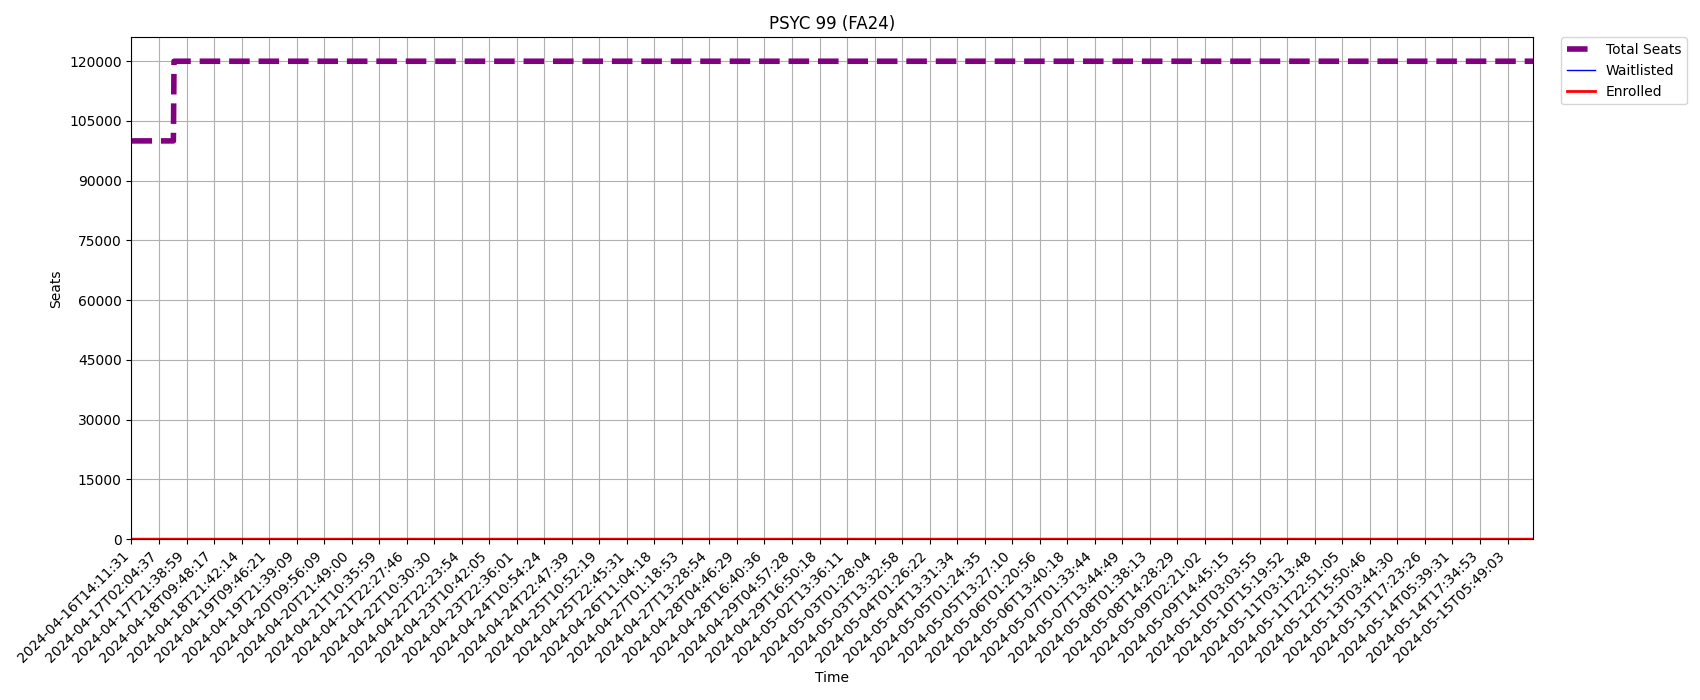 PSYC 99 (FA24)
Total Seats
Waitlisted
Enrolled
120000
105000
90000
75000
60000
45000
30000
15000
0
Seats
2024-04-16T14:11:31
2024-04-17T02:04:37
2024-04-17T21:38:59
2024-04-18T09:48:17
2024-04-18T21:42:14
2024-04-19T09:46:21
2024-04-19T21:39:09
2024-04-20T09:56:09
2024-04-20T21:49:00
2024-04-21T10:35:59
2024-04-21T22:27:46
2024-04-22T10:30:30
2024-04-22T22:23:54
2024-04-23T10:42:05
2024-04-23T22:36:01
2024-04-24T10:54:24
2024-04-24T22:47:39
2024-04-25T10:52:19
2024-04-25T22:45:31
2024-04-26T11:04:18
2024-04-27T01:18:53
2024-04-27T13:28:54
2024-04-28T04:46:29
2024-04-28T16:40:36
2024-04-29T04:57:28
2024-04-29T16:50:18
2024-05-02T13:36:11
2024-05-03T01:28:04
2024-05-03T13:32:58
2024-05-04T01:26:22
2024-05-04T13:31:34
2024-05-05T01:24:35
2024-05-05T13:27:10
2024-05-06T01:20:56
2024-05-06T13:40:18
2024-05-07T01:33:44
2024-05-07T13:44:49
2024-05-08T01:38:13
2024-05-08T14:28:29
2024-05-09T02:21:02
2024-05-09T14:45:15
2024-05-10T03:03:55
2024-05-10T15:19:52
2024-05-11T03:13:48
2024-05-11T22:51:05
2024-05-12T15:50:46
2024-05-13T03:44:30
2024-05-13T17:23:26
2024-05-14T05:39:31
2024-05-14T17:34:53
2024-05-15T05:49:03
Time